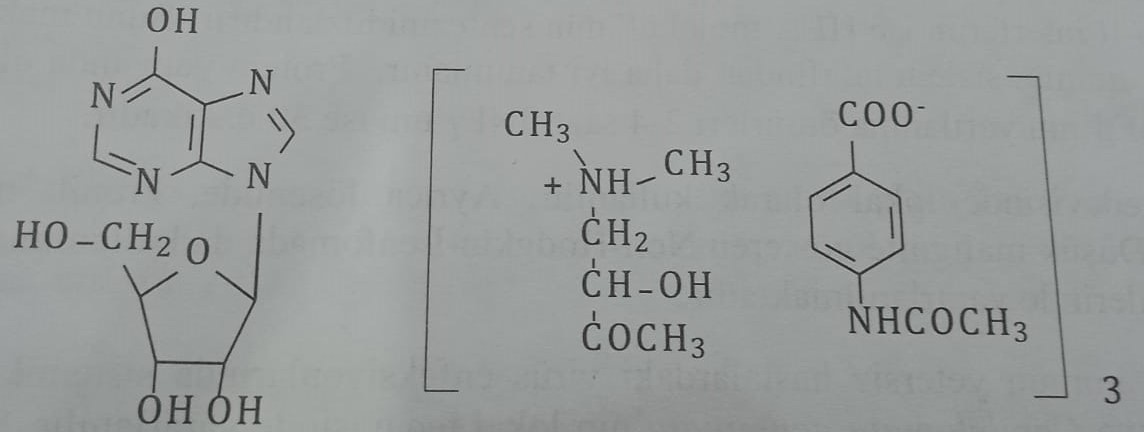 OH
N
N
N
N
HO-CH₂
O
OH OH
CH₃
+ NH-CH₃
CH₂
CH-OH
COCH₃
COO⁻
NHCOCH₃
3